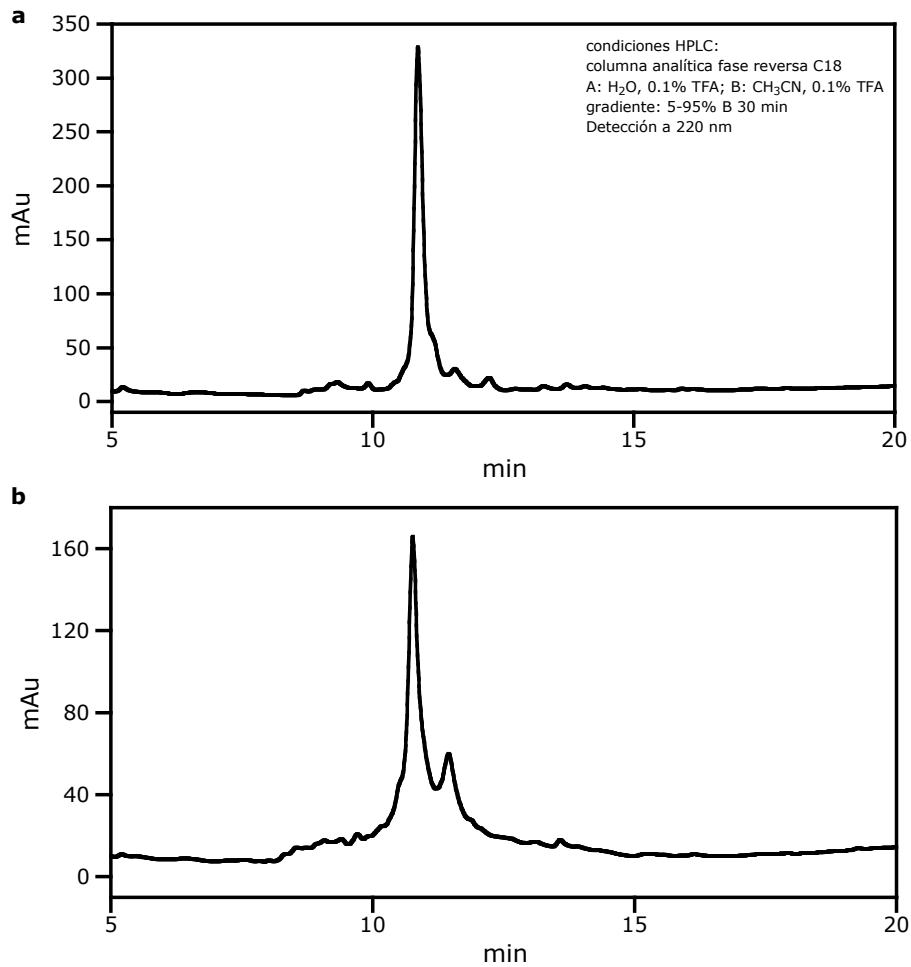 a
350
300
250
200
150
100
50
0
mAu
condiciones HPLC:
columna analítica fase reversa C18
A: H₂O, 0.1% TFA; B: CH₃CN, 0.1% TFA
gradiente: 5-95% B 30 min
Detección a 220 nm
5 10 15 20
min
b
160
120
80
40
0
mAu
5 10 15 20
min